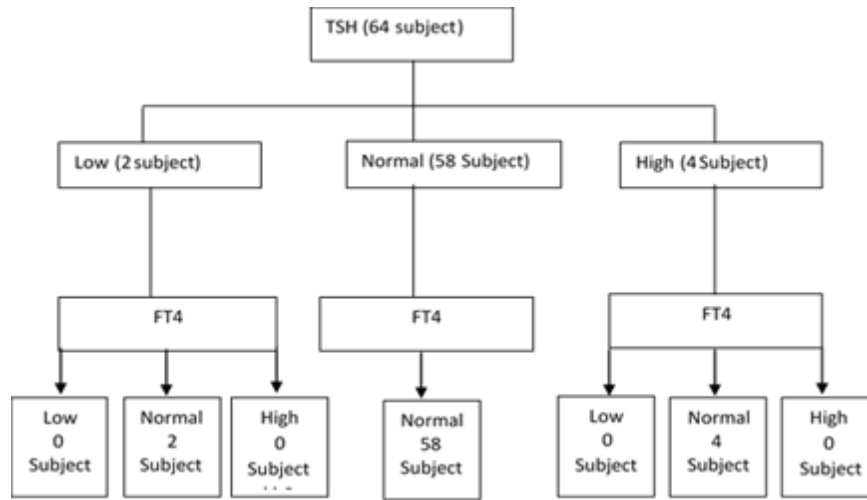 TSH (64 subject)
Low (2 subject)
Normal (58 Subject)
High (4 Subject)
FT4
FT4
FT4
Low
0
Subject
Normal
2
Subject
High
0
Subject
Normal
58
Subject
Low
0
Subject
Normal
4
Subject
High
0
Subject